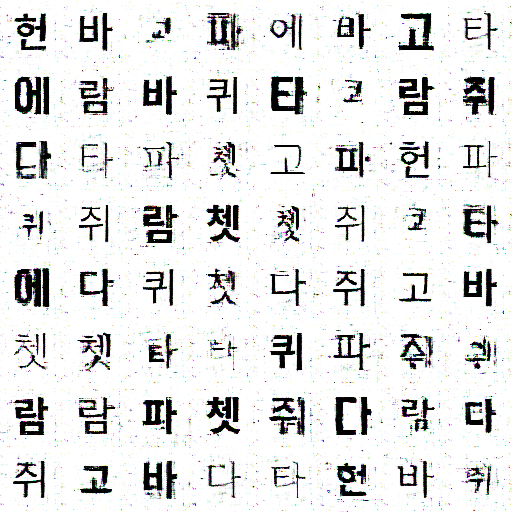 헌 바 고 파 에 바 고 타
에 람 바 퀴 타 고 람 쥐
다 타 파 쳇 고 파 헌 파
퀴 쥐 람 쳇 쳇 쥐 고 타
에 다 퀴 쳇 다 쥐 고 바
쳇 쳇 타 타 퀴 파 쥐
람 람 파 쳇 쥐 다 람 다
쥐 고 바 다 타 헌 바 쥐